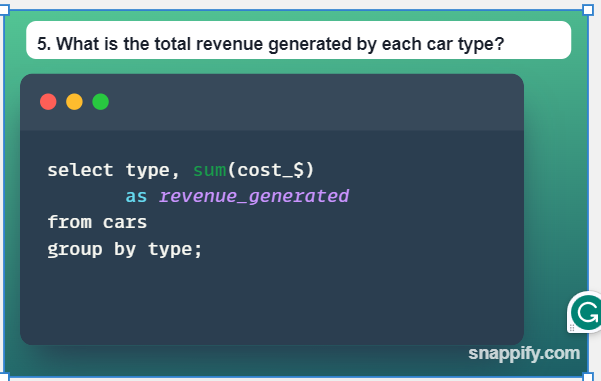 5. What is the total revenue generated by each car type?
select type, sum(cost_$)
as revenue_generated
from cars
group by type;
snappify.com